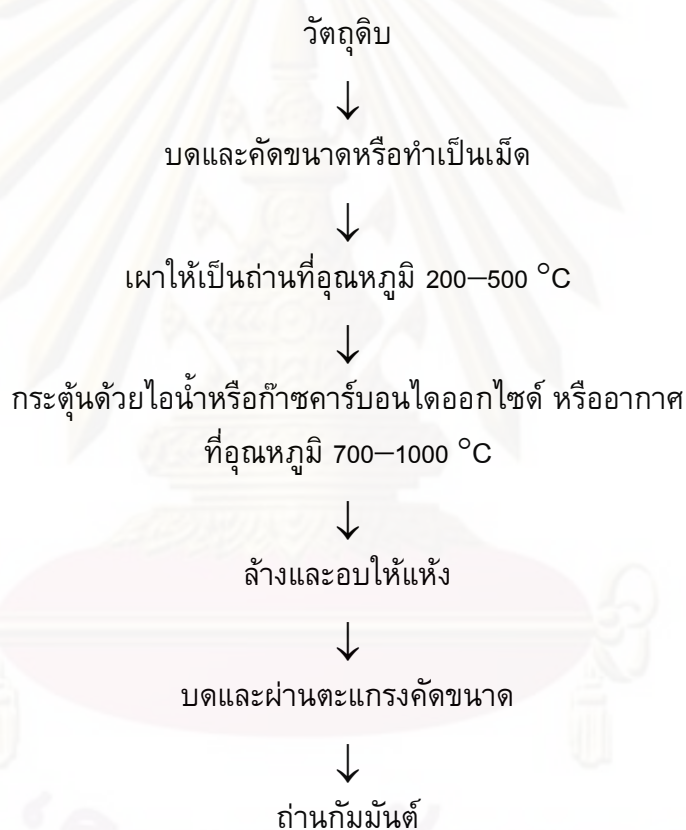 วัตถุดิบ
↓
บดและคัดขนาดหรือทำเป็นเม็ด
↓
เผาให้เป็นถ่านที่อุณหภูมิ 200–500 °C
↓
กระตุ้นด้วยไอน้ำหรือก๊าซคาร์บอนไดออกไซด์ หรืออากาศ
ที่อุณหภูมิ 700–1000 °C
↓
ล้างและอบให้แห้ง
↓
บดและผ่านตะแกรงคัดขนาด
↓
ถ่านกัมมันต์